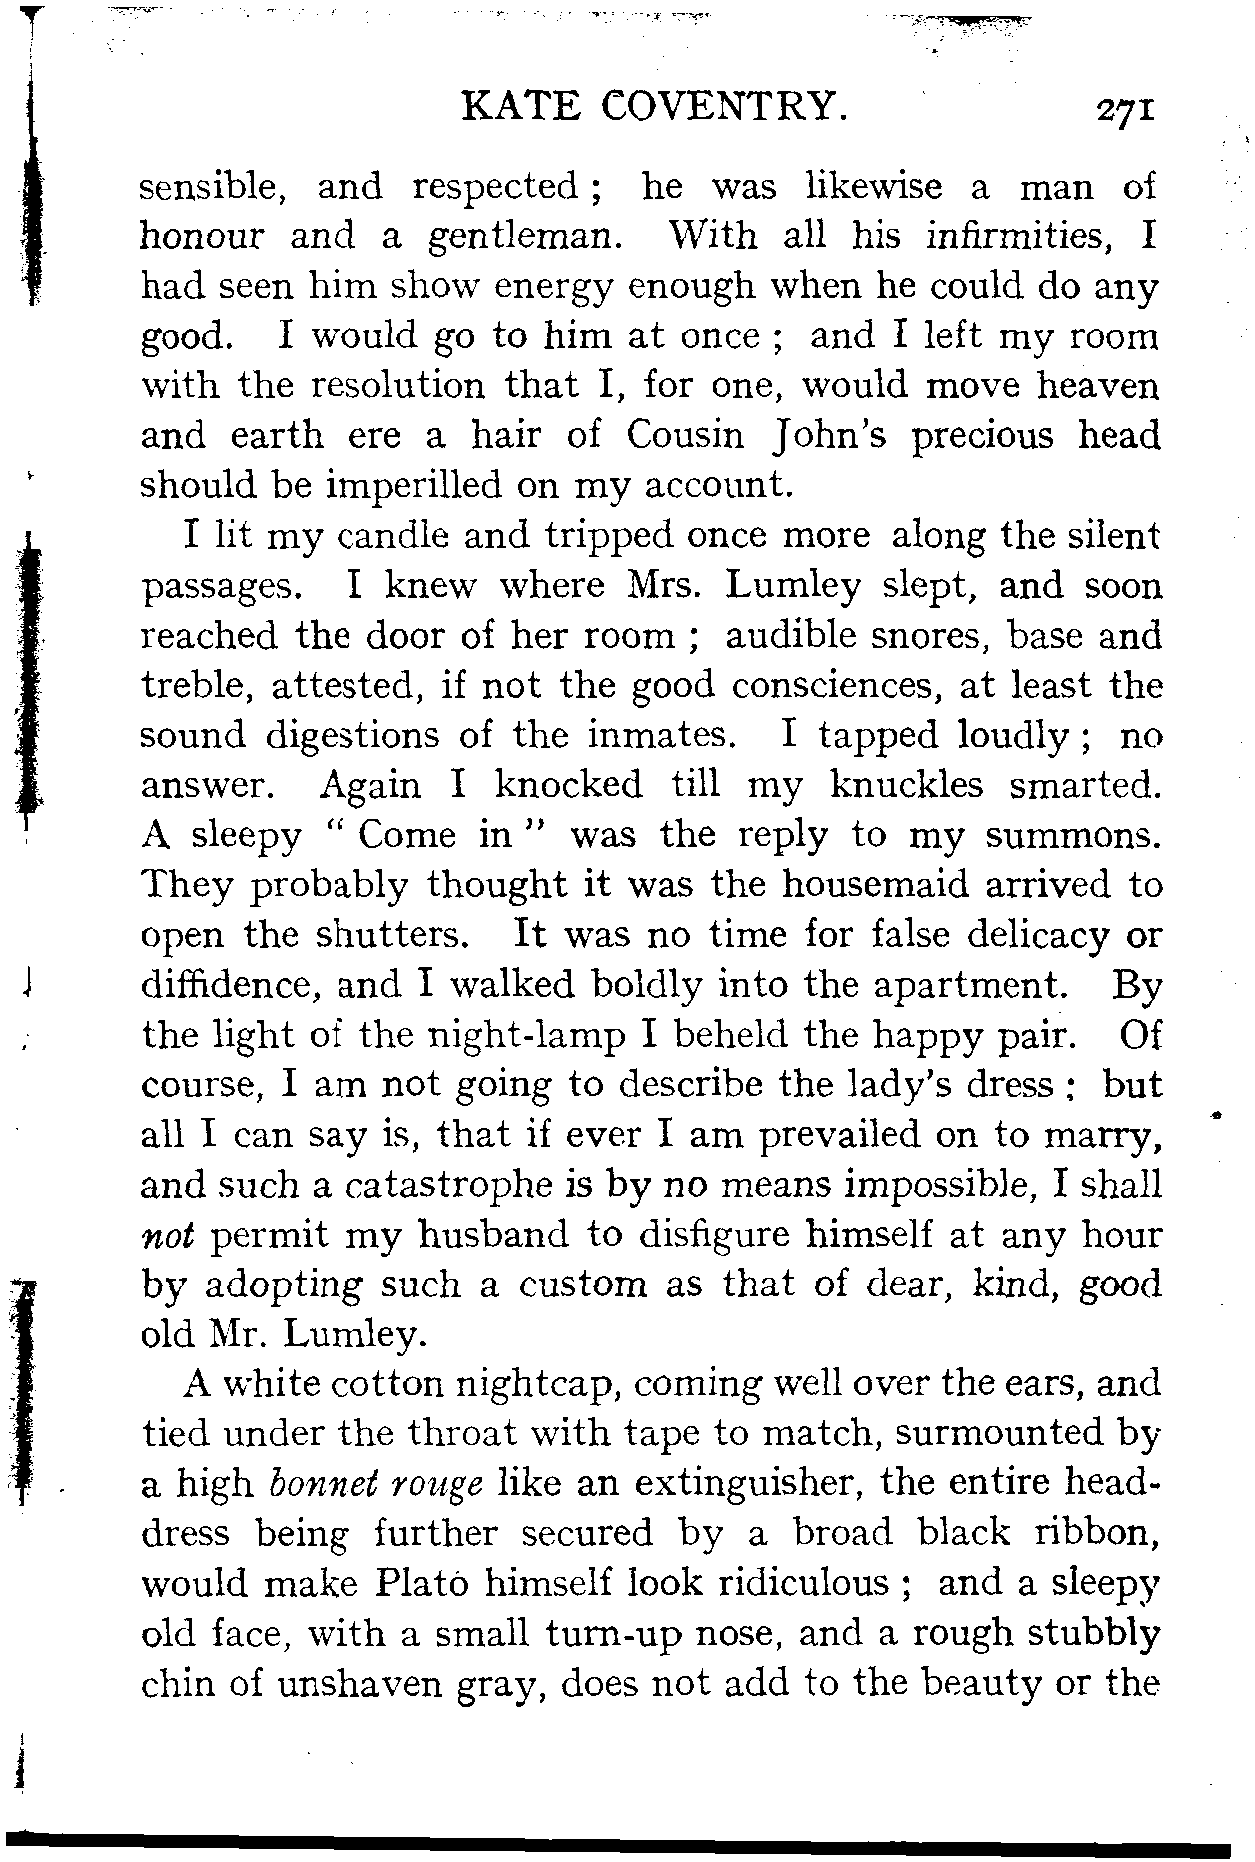 KATE COVENTRY. 271
sensible, and respected ; he was likewise a man of
honour and a gentleman. With all his infirmities, I
had seen him show energy enough when he could do any
good. I would go to him at once ; and I left my room
with the resolution that I, for one, would move heaven
and earth ere a hair of Cousin John's precious head
should be imperilled on my account.
I lit my candle and tripped once more along the silent
passages. I knew where Mrs. Lumley slept, and soon
reached the door of her room ; audible snores, base and
treble, attested, if not the good consciences, at least the
sound digestions of the inmates. I tapped loudly ; no
answer. Again I knocked till my knuckles smarted.
A sleepy “ Come in ” was the reply to my summons.
They probably thought it was the housemaid arrived to
open the shutters. It was no time for false delicacy or
diffidence, and I walked boldly into the apartment. By
the light of the night-lamp I beheld the happy pair. Of
course, I am not going to describe the lady's dress ; but
all I can say is, that if ever I am prevailed on to marry,
and such a catastrophe is by no means impossible, I shall
not permit my husband to disfigure himself at any hour
by adopting such a custom as that of dear, kind, good
old Mr. Lumley.
A white cotton nightcap, coming well over the ears, and
tied under the throat with tape to match, surmounted by
a high bonnet rouge like an extinguisher, the entire head-
dress being further secured by a broad black ribbon,
would make Plato himself look ridiculous ; and a sleepy
old face, with a small turn-up nose, and a rough stubbly
chin of unshaven gray, does not add to the beauty or the